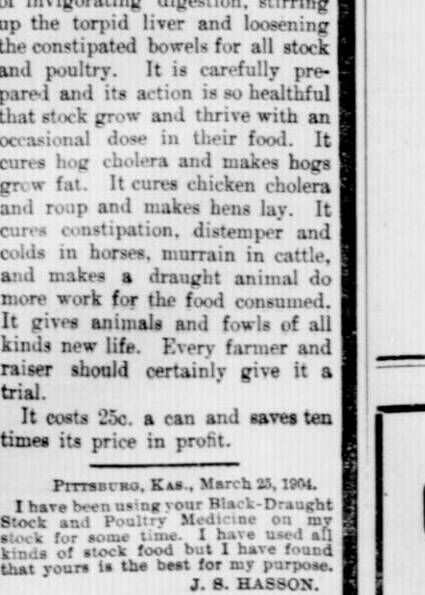 of invigorating digestion, stirring
up the torpid liver and loosening
the constipated bowels for all stock
and poultry. It is carefully pre-
pared and its action is so healthful
that stock grow and thrive with an
occasional dose in their food. It
cures hog cholera and makes hogs
grow fat. It cures chicken cholera
and roup and makes hens lay. It
cures constipation, distemper and
colds in horses, murrain in cattle,
and makes a draught animal do
more work for the food consumed.
It gives animals and fowls of all
kinds new life. Every farmer and
raiser should certainly give it a
trial.
It costs 25c. a can and saves ten
times its price in profit.
PITTSBURG, KAS., March 25, 1904.
I have been using your Black-Draught
Stock and Poultry Medicine on my
stock for some time. I have used all
kinds of stock food but I have found
that yours is the best for my purpose.
J. S. HASSON.